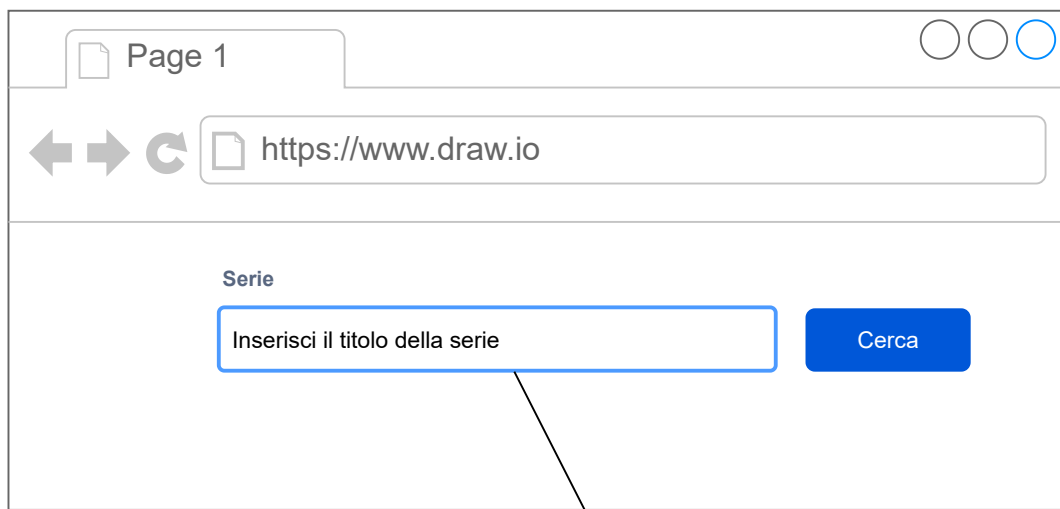 Page 1
https://www.draw.io
Serie
Inserisci il titolo della serie
Cerca